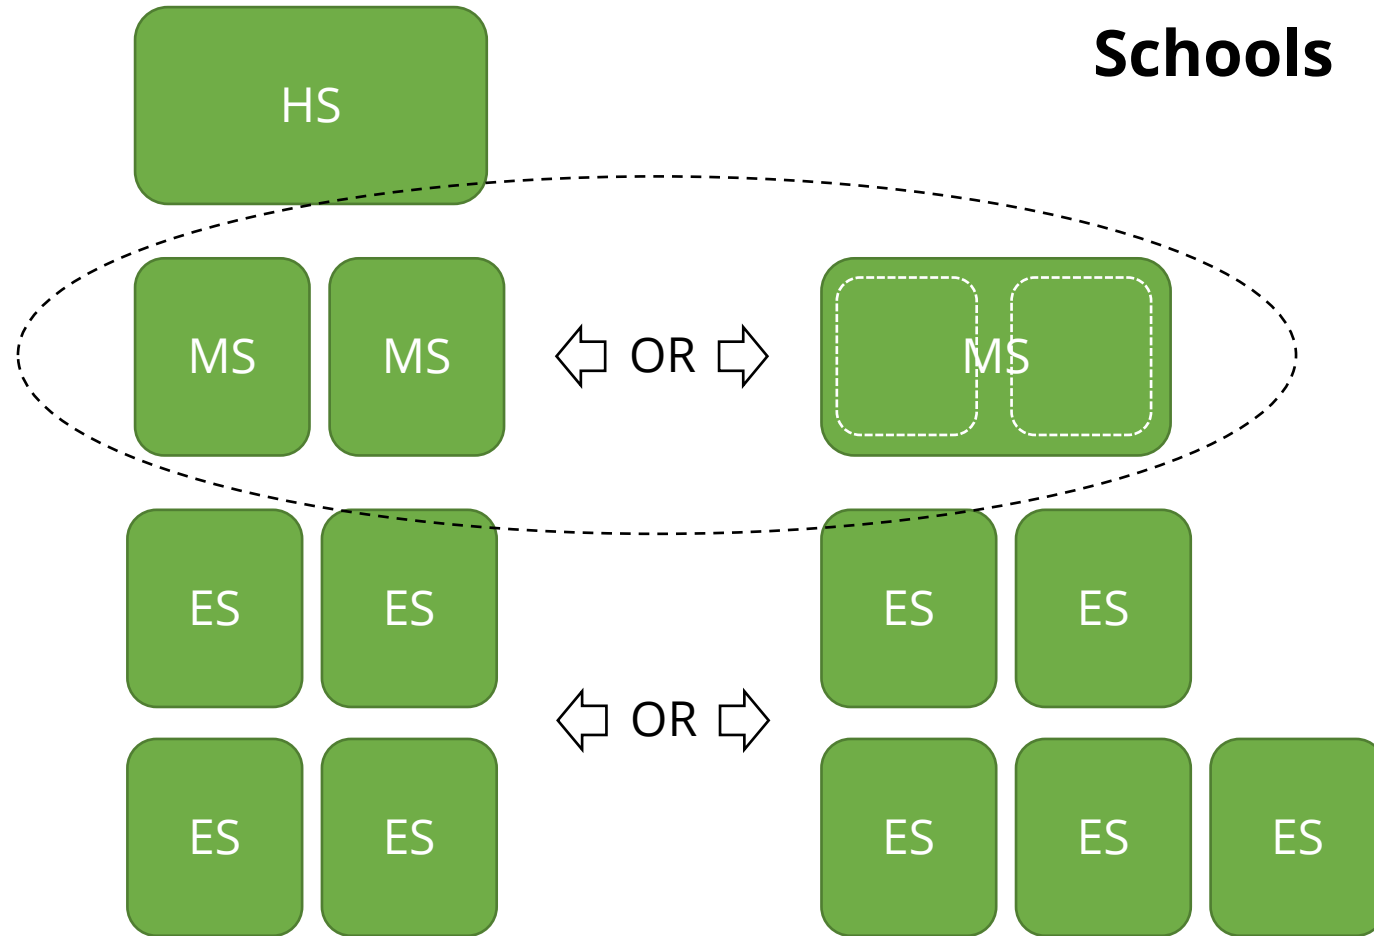 Schools
HS
MS MS OR MS
ES ES ES ES
OR
ES ES ES ES ES